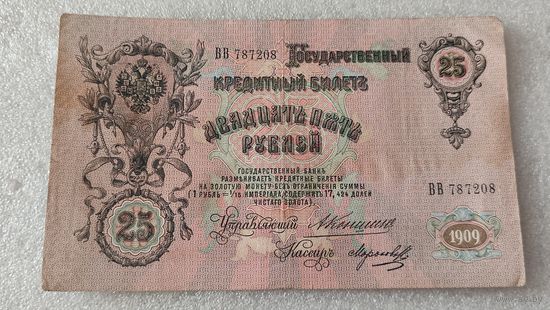 ВВ 787208 ГОСУДАРСТВЕННЫЙ
25
КРЕДИТНЫЙ БИЛЕТЪ
ДВАДЦАТЬ ПЯТЬ
РУБЛЕЙ
ГОСУДАРСТВЕННЫЙ БАНКЪ
РАЗМѢНИВАЕТЪ КРЕДИТНЫЕ БИЛЕТЫ
НА ЗОЛОТУЮ МОНЕТУ БЕЗЪ ОГРАНИЧЕНІЯ СУММЫ
(1 РУБЛЬ = 1/15 ИМПЕРІАЛА, СОДЕРЖИТЪ 17,424 ДОЛЕЙ
ЧИСТАГО ЗОЛОТА).
ВВ 787208
25
Управляющій
Кассиръ
1909